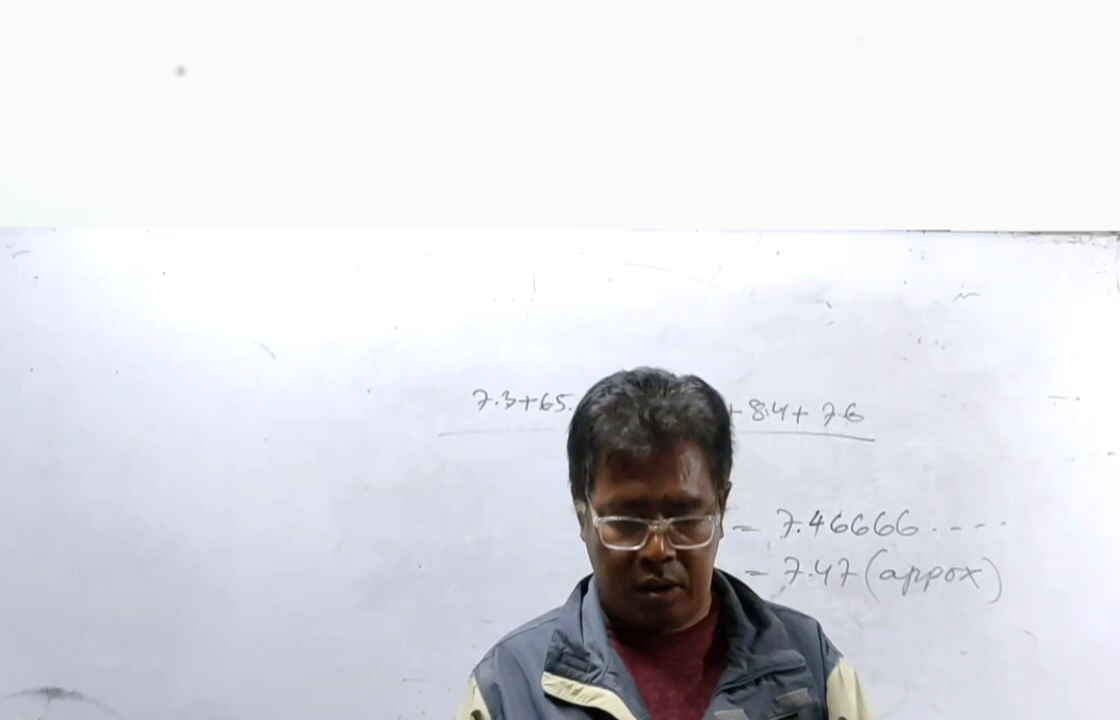 7.3+65. + 8.4 + 7.6
= 7.46666 ....
= 7.47 (appox)